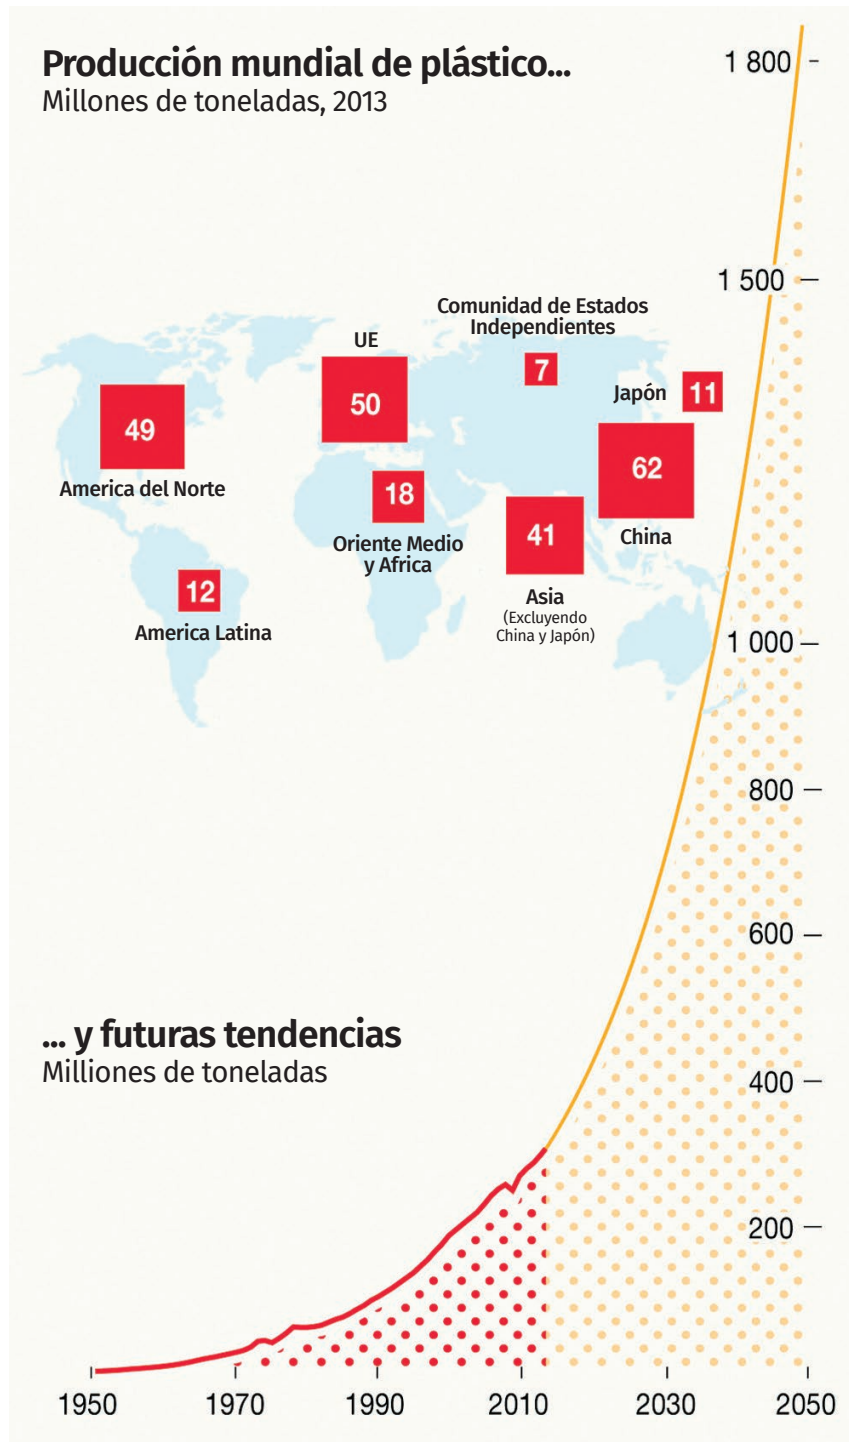 Producción mundial de plástico...
Millones de toneladas, 2013
1 800
1 500
Comunidad de Estados
Independientes
7
UE
50
Japón
11
49
America del Norte
62
China
18
Oriente Medio
y Africa
41
Asia
(Excluyendo
China y Japón)
12
America Latina
1 000
800
600
... y futuras tendencias
Milliones de toneladas
400
200
1950
1970
1990
2010
2030
2050